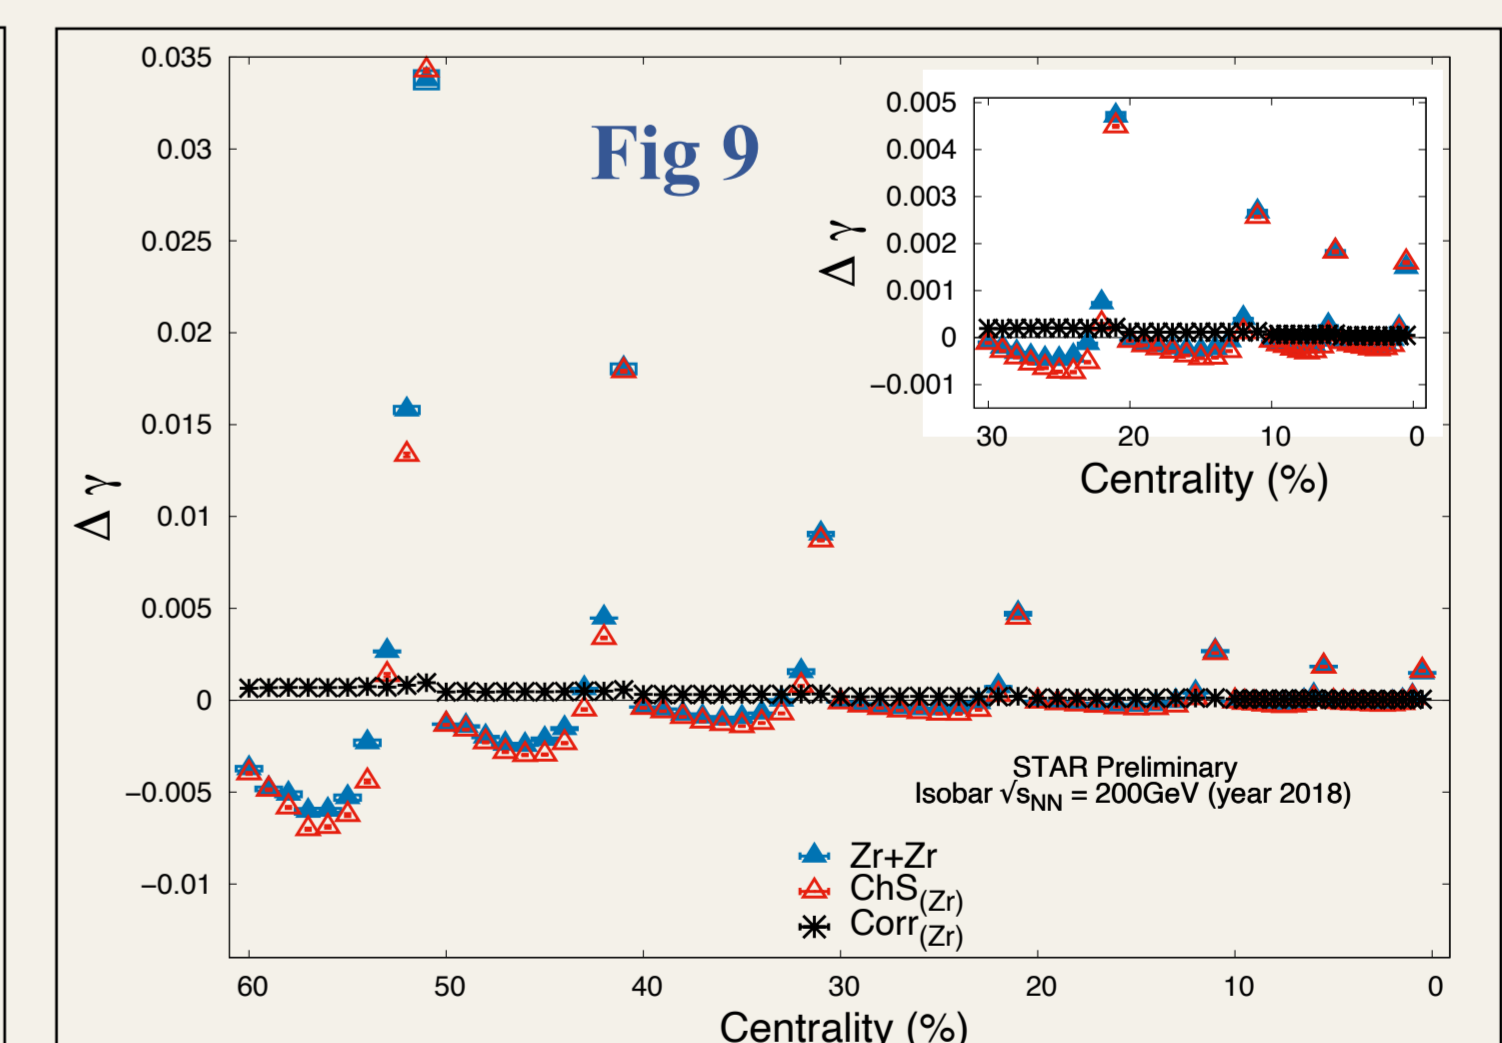 Fig 9
0.035
0.03
0.025
0.02
0.015
0.01
0.005
0
−0.005
−0.01
Δ γ
60 50 40 30 20 10 0
Centrality (%)
0.005
0.004
0.003
0.002
0.001
0
−0.001
Δ γ
30 20 10 0
Centrality (%)
STAR Preliminary
Isobar √sNN = 200GeV (year 2018)
Zr+Zr
ChS(Zr)
Corr(Zr)